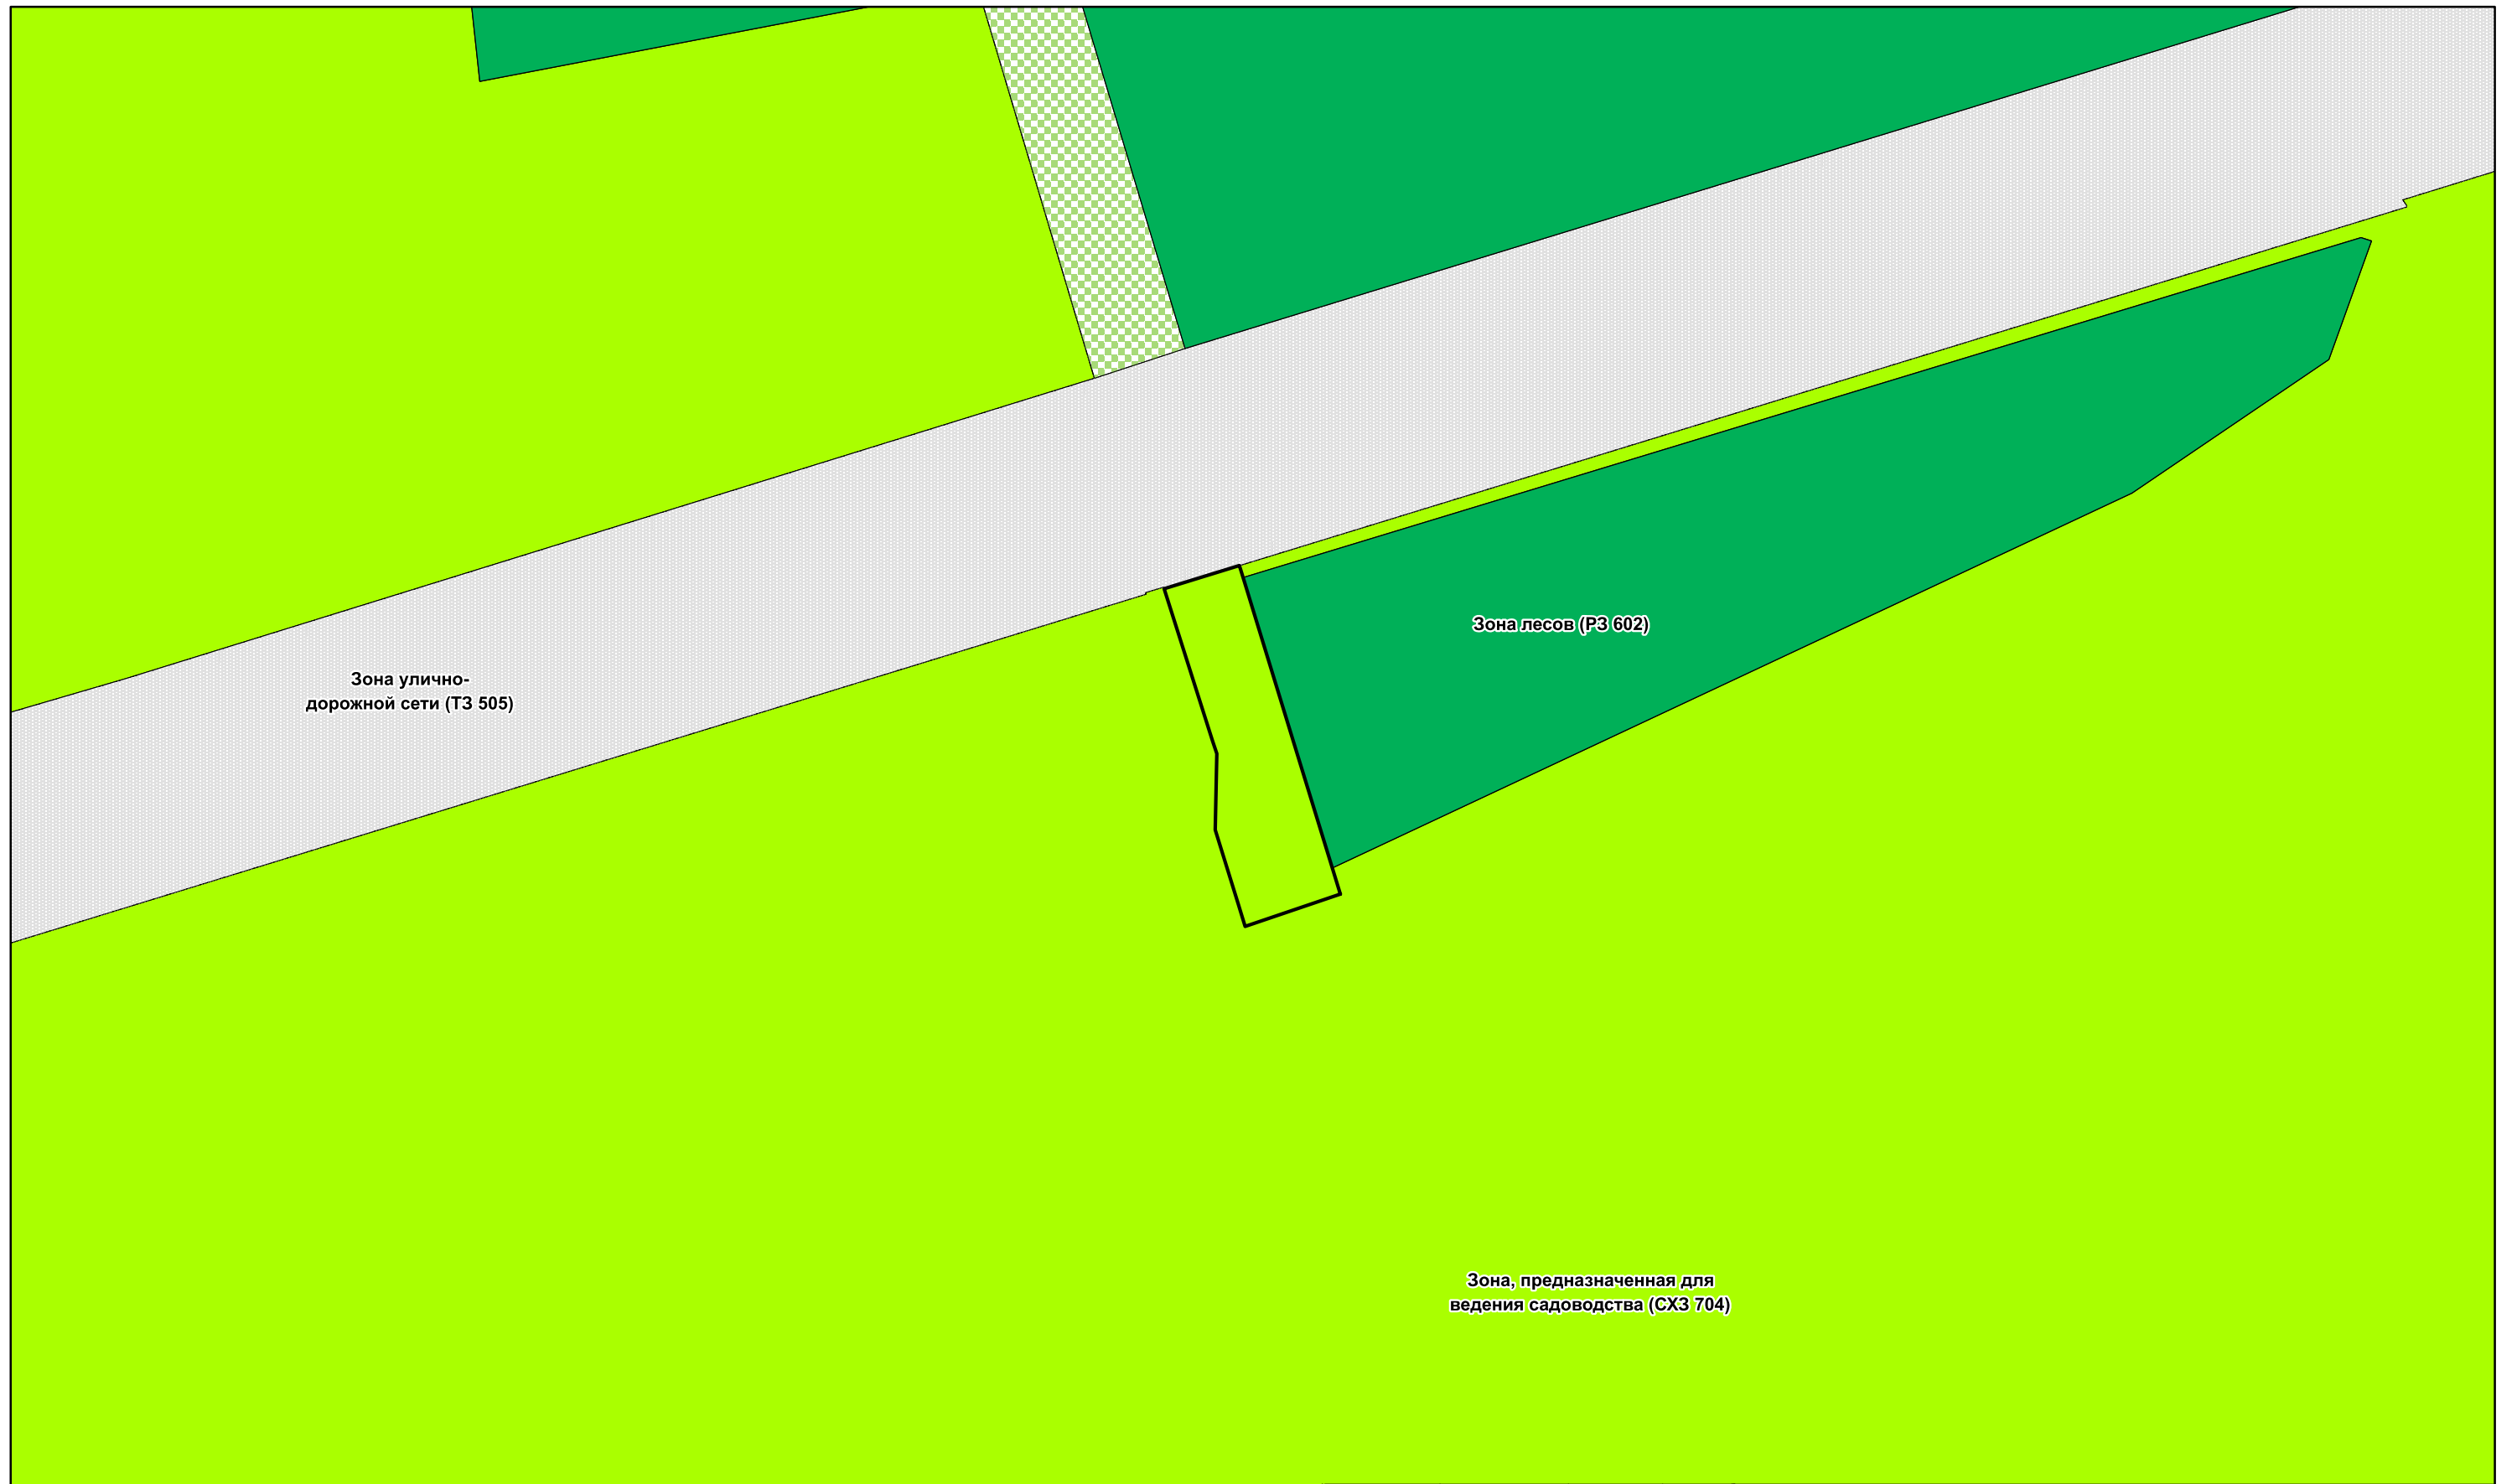 Зона лесов (РЗ 602)
Зона улично-
дорожной сети (ТЗ 505)
Зона, предназначенная для
ведения садоводства (СХЗ 704)